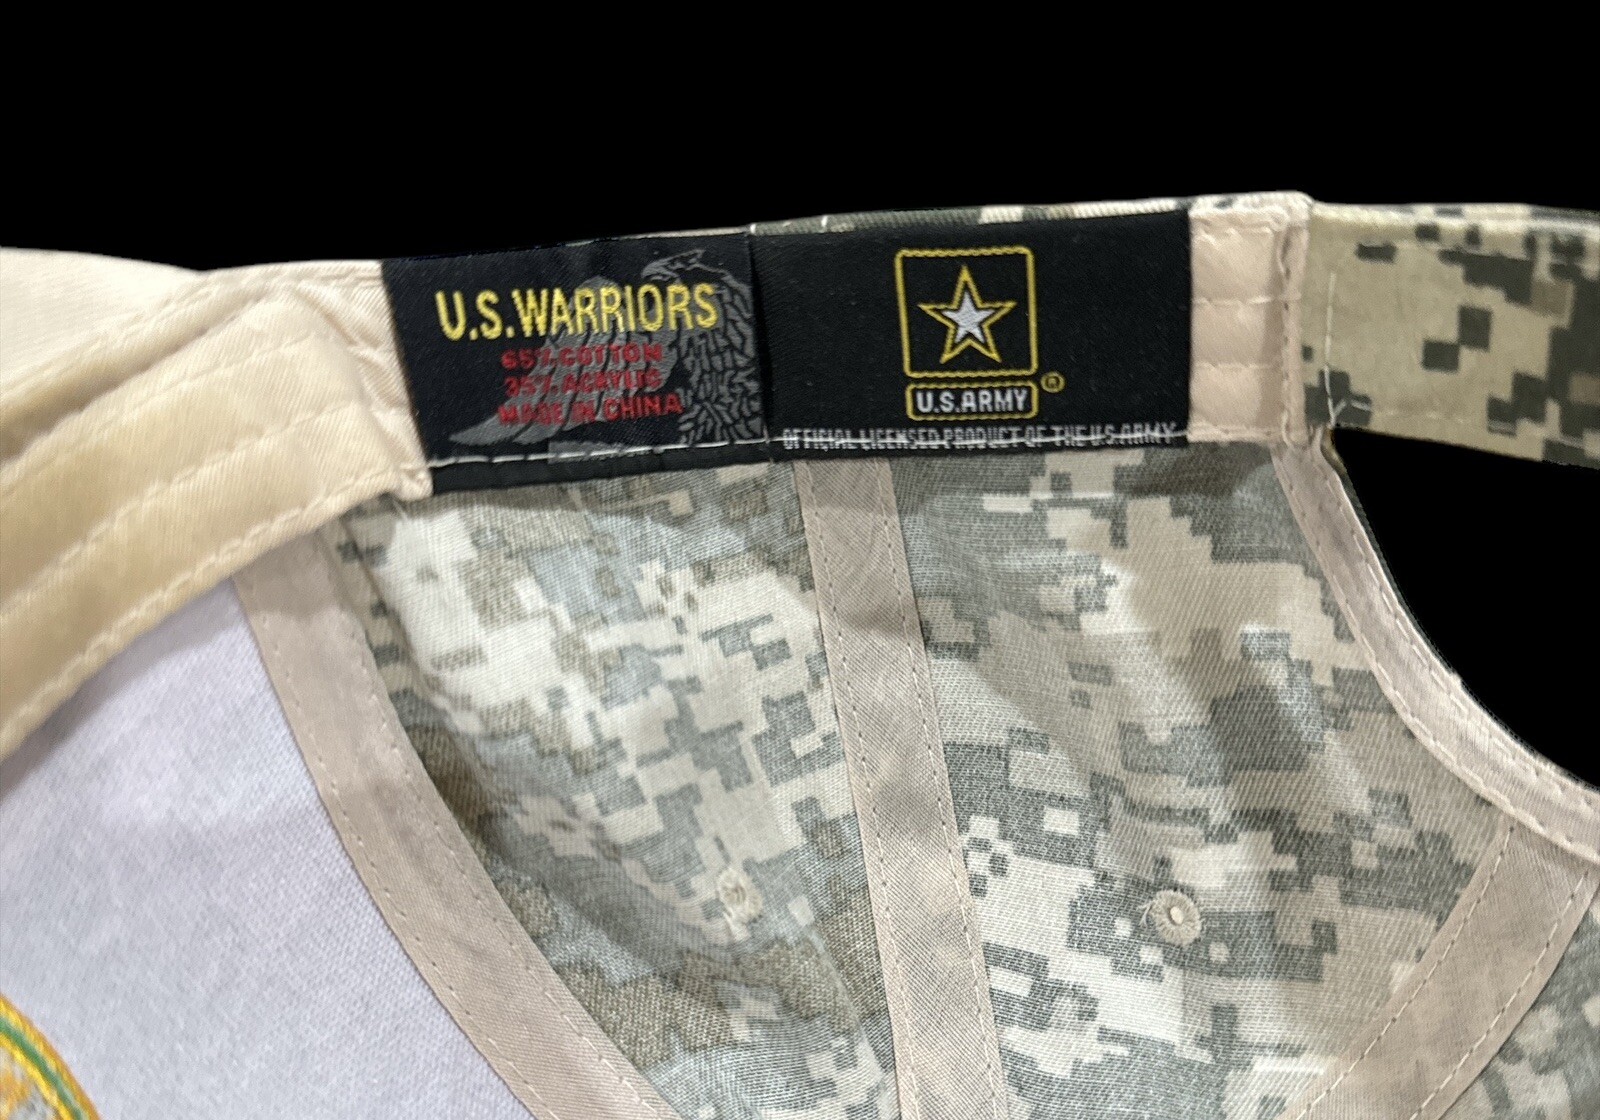 U.S.WARRIORS
65% COTTON
35% ACRYLIC
MADE IN CHINA
U.S.ARMY®
OFFICIAL LICENSED PRODUCT OF THE U.S.ARMY